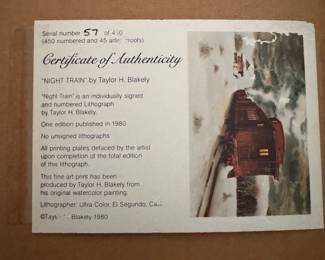 Serial number 57 of 450
(450 numbered and 45 artist proofs)
Certificate of Authenticity
"NIGHT TRAIN" by Taylor H. Blakely
"Night Train" is an individually signed
and numbered Lithograph
by Taylor H. Blakely.
One edition published in 1980
No unsigned lithographs
All printing plates defaced by the artist
upon completion of the total edition
of this lithograph.
This fine art print has been
produced by Taylor H. Blakely from
his original watercolor painting.
Lithographer: Ultra Color, El Segundo,
Blakely 1980